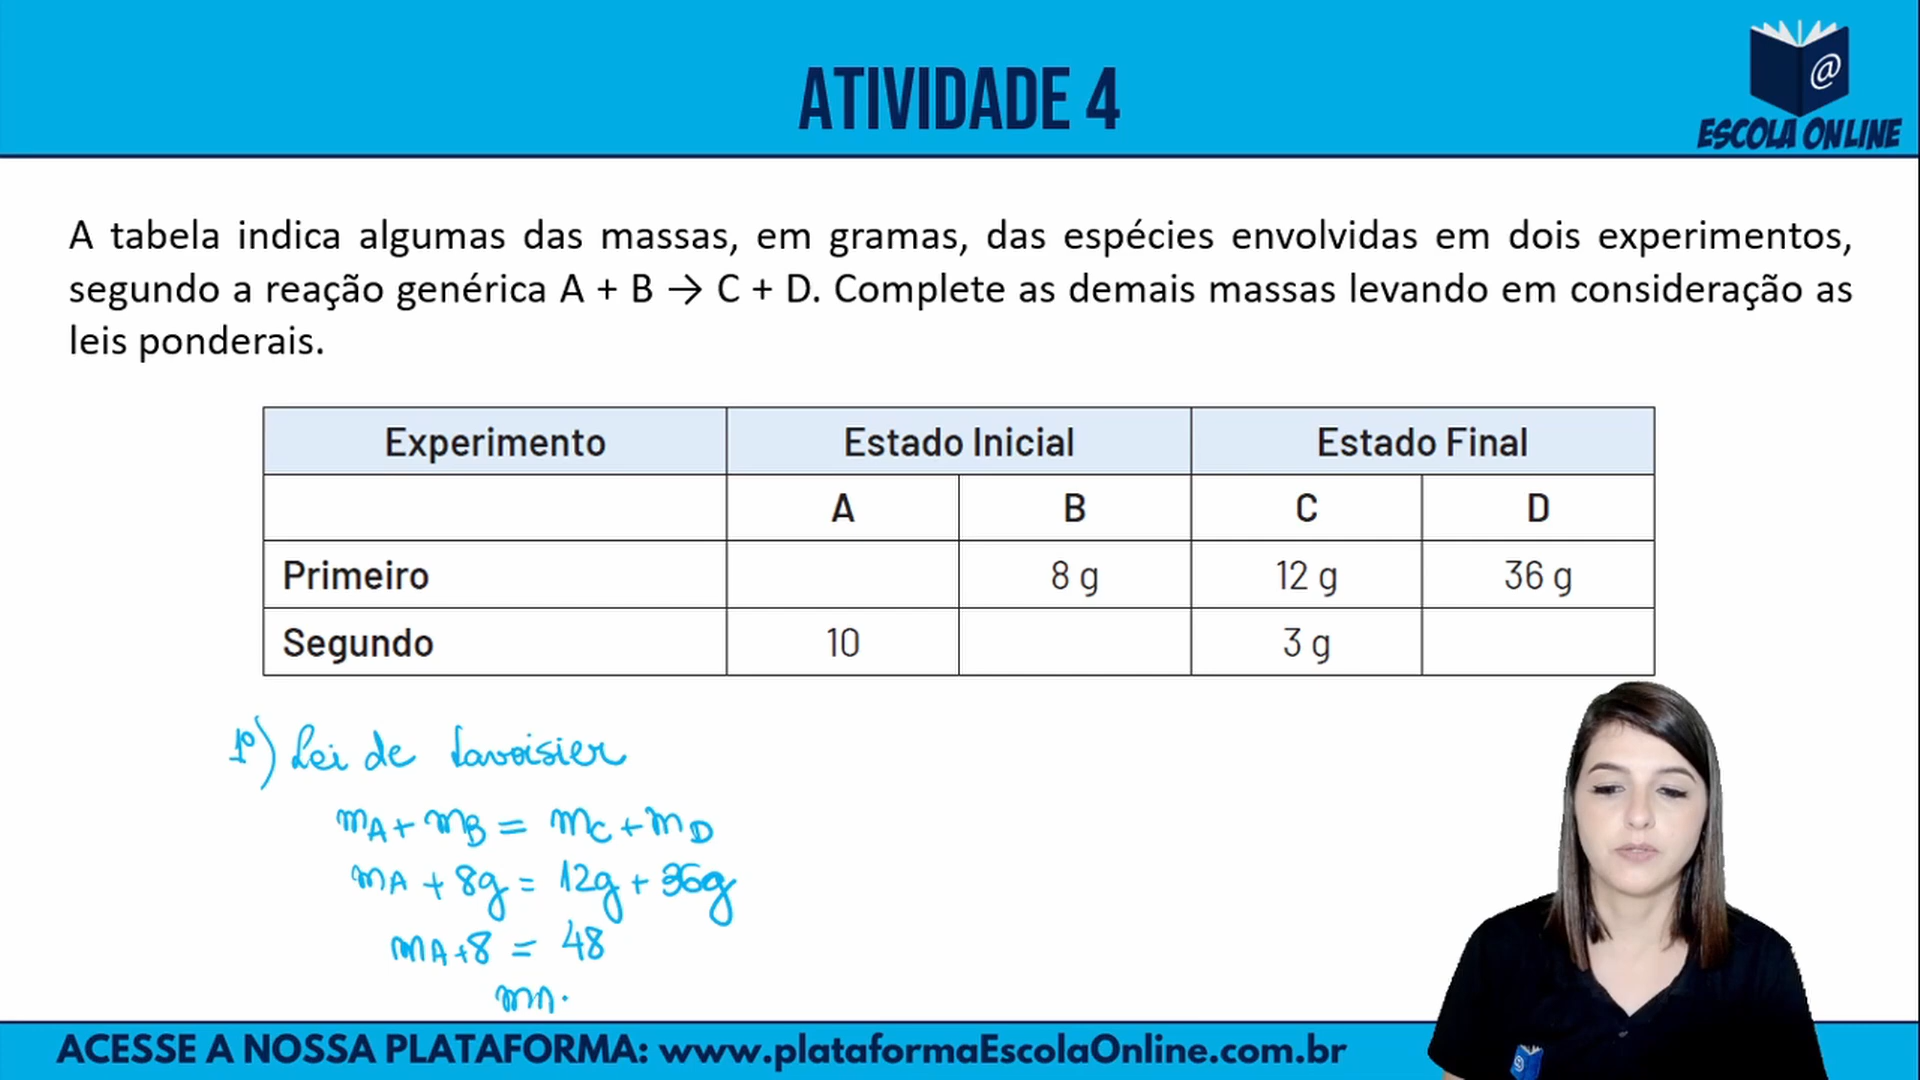 ATIVIDADE 4
@
ESCOLA ONLINE
A tabela indica algumas das massas, em gramas, das espécies envolvidas em dois experimentos,
segundo a reação genérica A + B → C + D. Complete as demais massas levando em consideração as
leis ponderais.
Experimento Estado Inicial Estado Final
A B C D
Primeiro 8 g 12 g 36 g
Segundo 10 3 g
1º) Lei de Lavoisier
mA + mB = mC + mD
mA + 8g = 12g + 36g
mA + 8 = 48
mA
ACESSE A NOSSA PLATAFORMA: www.plataformaEscolaOnline.com.br